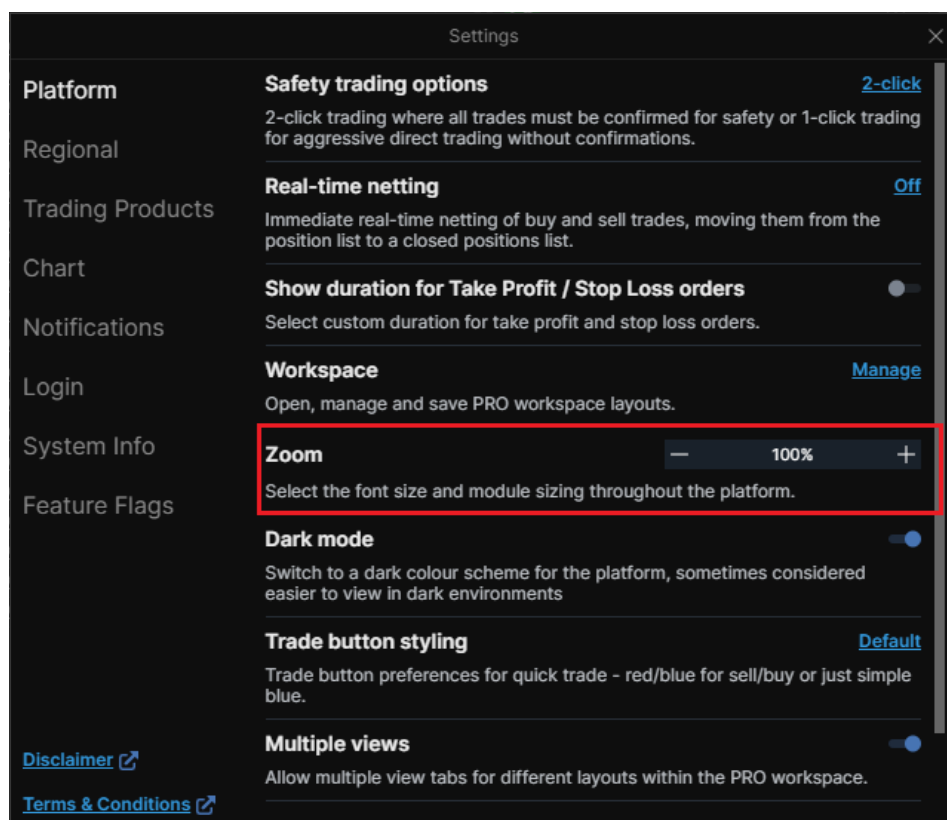 Settings
Platform
Regional
Trading Products
Chart
Notifications
Login
System Info
Feature Flags
Disclaimer
Terms & Conditions
Safety trading options
2-click
2-click trading where all trades must be confirmed for safety or 1-click trading
for aggressive direct trading without confirmations.
Real-time netting
Off
Immediate real-time netting of buy and sell trades, moving them from the
position list to a closed positions list.
Show duration for Take Profit / Stop Loss orders
Select custom duration for take profit and stop loss orders.
Workspace
Manage
Open, manage and save PRO workspace layouts.
Zoom
100%
Select the font size and module sizing throughout the platform.
Dark mode
Switch to a dark colour scheme for the platform, sometimes considered
easier to view in dark environments
Trade button styling
Default
Trade button preferences for quick trade - red/blue for sell/buy or just simple
blue.
Multiple views
Allow multiple view tabs for different layouts within the PRO workspace.